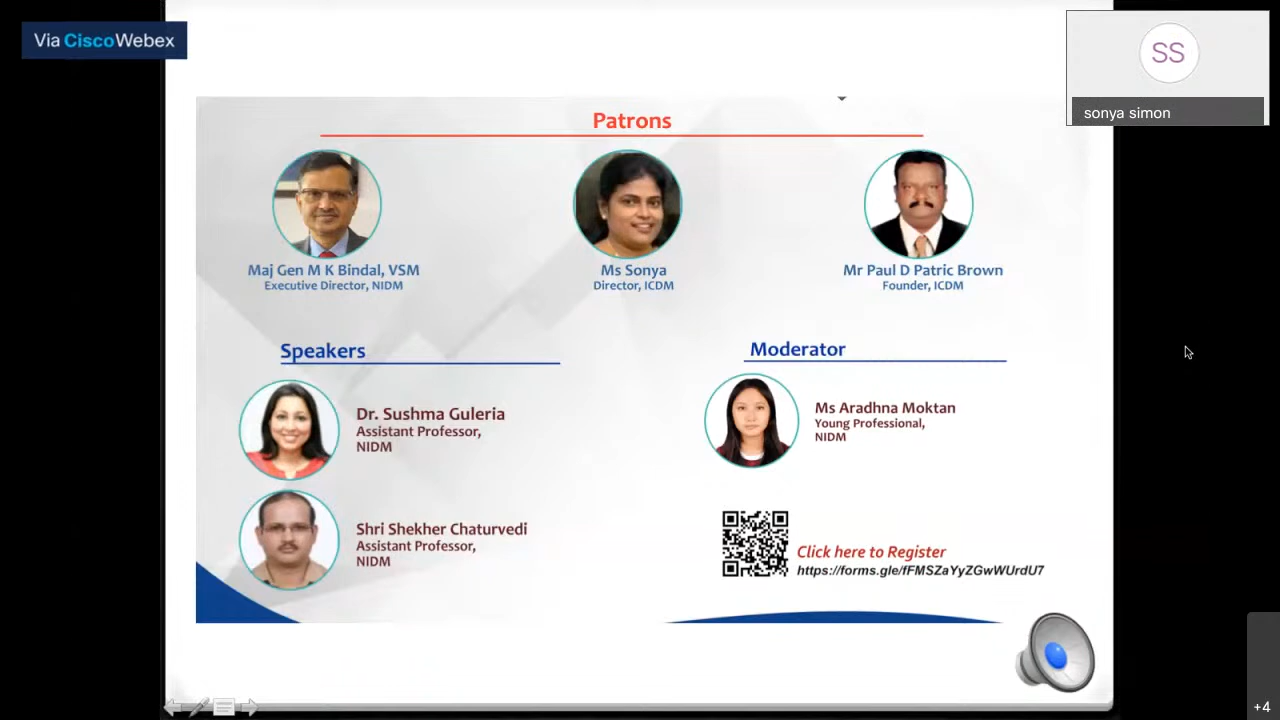 Via CiscoWebex
SS
sonya simon
Patrons
Maj Gen M K Bindal, VSM
Executive Director, NIDM
Ms Sonya
Director, ICDM
Mr Paul D Patric Brown
Founder, ICDM
Speakers
Dr. Sushma Guleria
Assistant Professor,
NIDM
Shri Shekher Chaturvedi
Assistant Professor,
NIDM
Moderator
Ms Aradhna Moktan
Young Professional,
NIDM
Click here to Register
https://forms.gle/fFMSZaYyZGwWUrdU7
+4